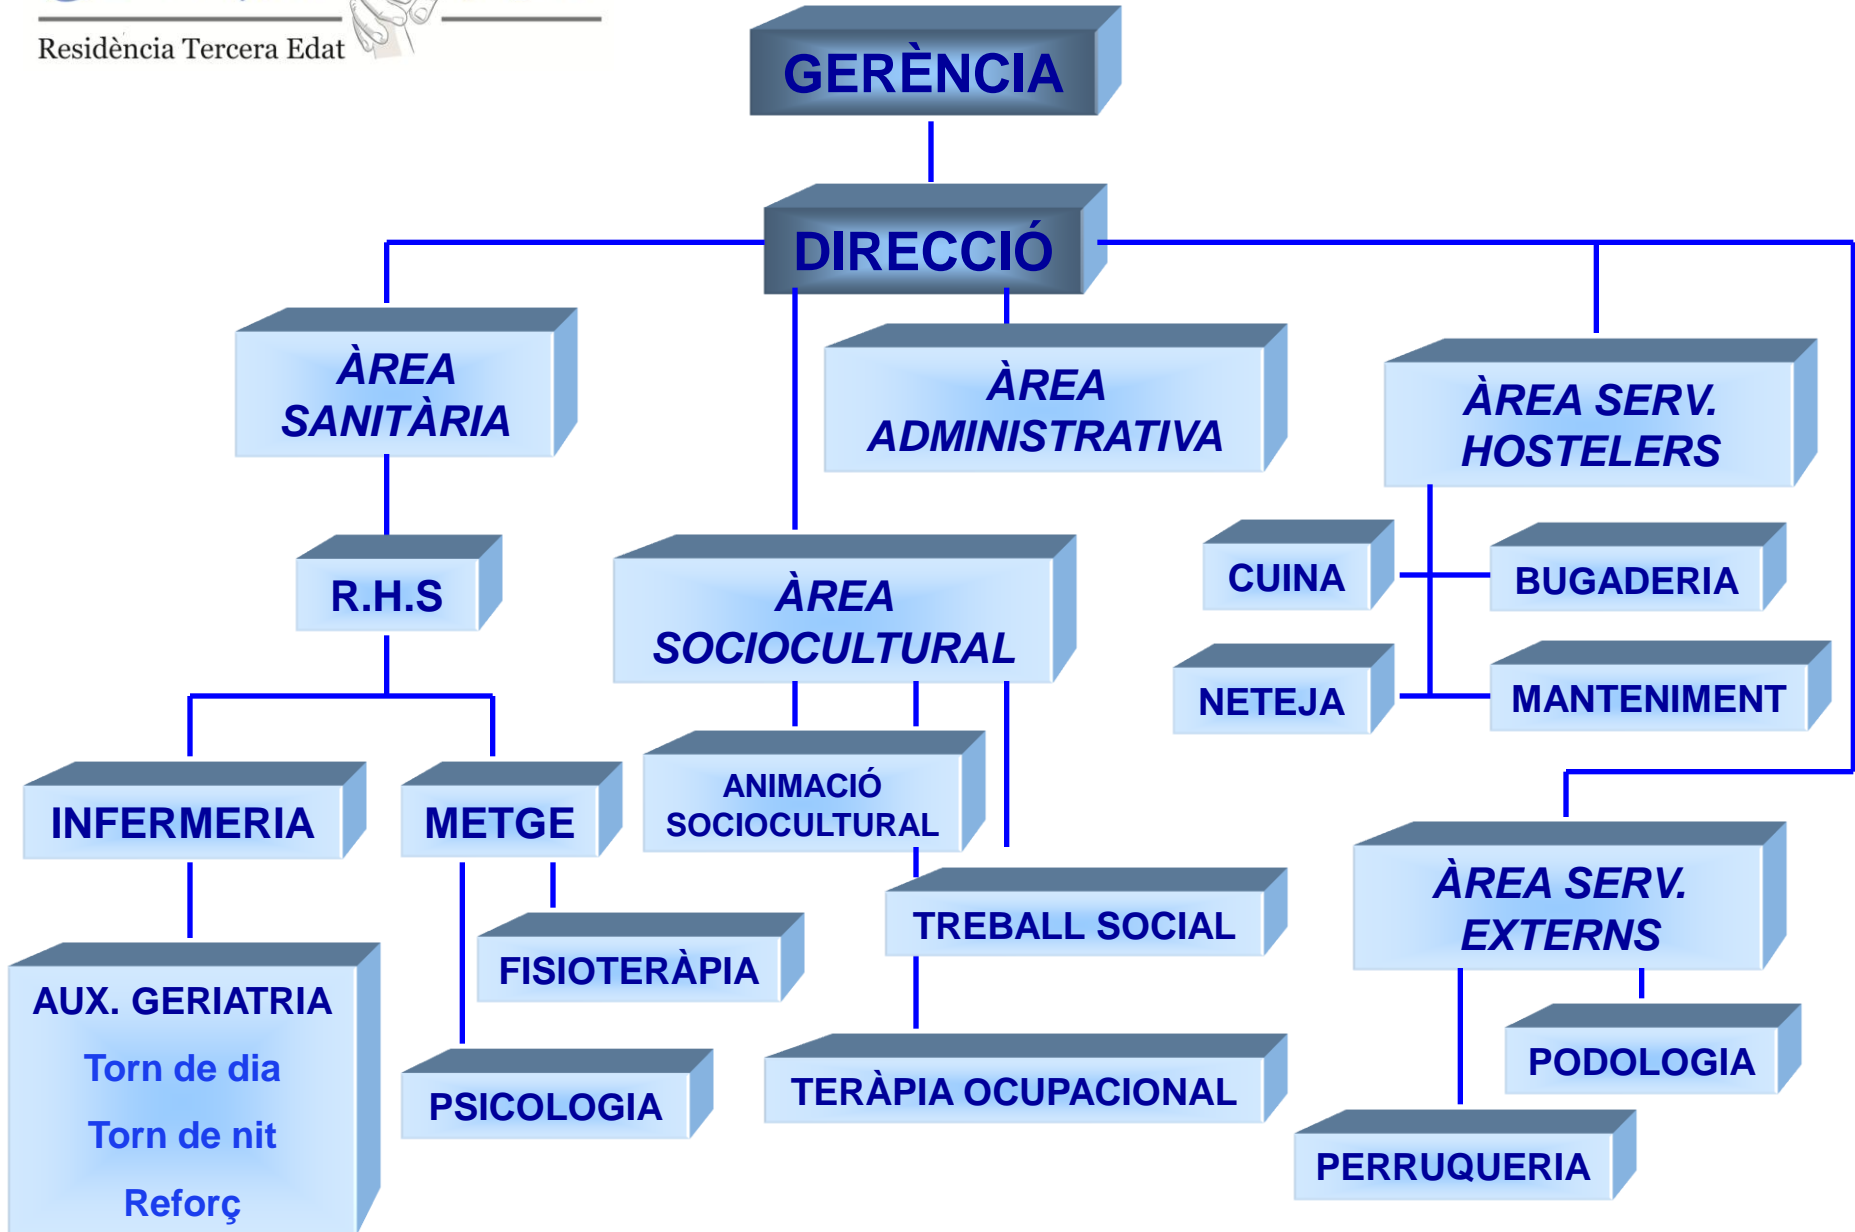 Residència Tercera Edat
GERÈNCIA
DIRECCIÓ
ÀREA
SANITÀRIA
ÀREA
ADMINISTRATIVA
ÀREA SERV.
HOSTELERS
R.H.S
ÀREA
SOCIOCULTURAL
CUINA
BUGADERIA
NETEJA
MANTENIMENT
INFERMERIA
METGE
ANIMACIÓ
SOCIOCULTURAL
ÀREA SERV.
EXTERNS
TREBALL SOCIAL
FISIOTERÀPIA
AUX. GERIATRIA
Torn de dia
Torn de nit
Reforç
PSICOLOGIA
TERÀPIA OCUPACIONAL
PODOLOGIA
PERRUQUERIA